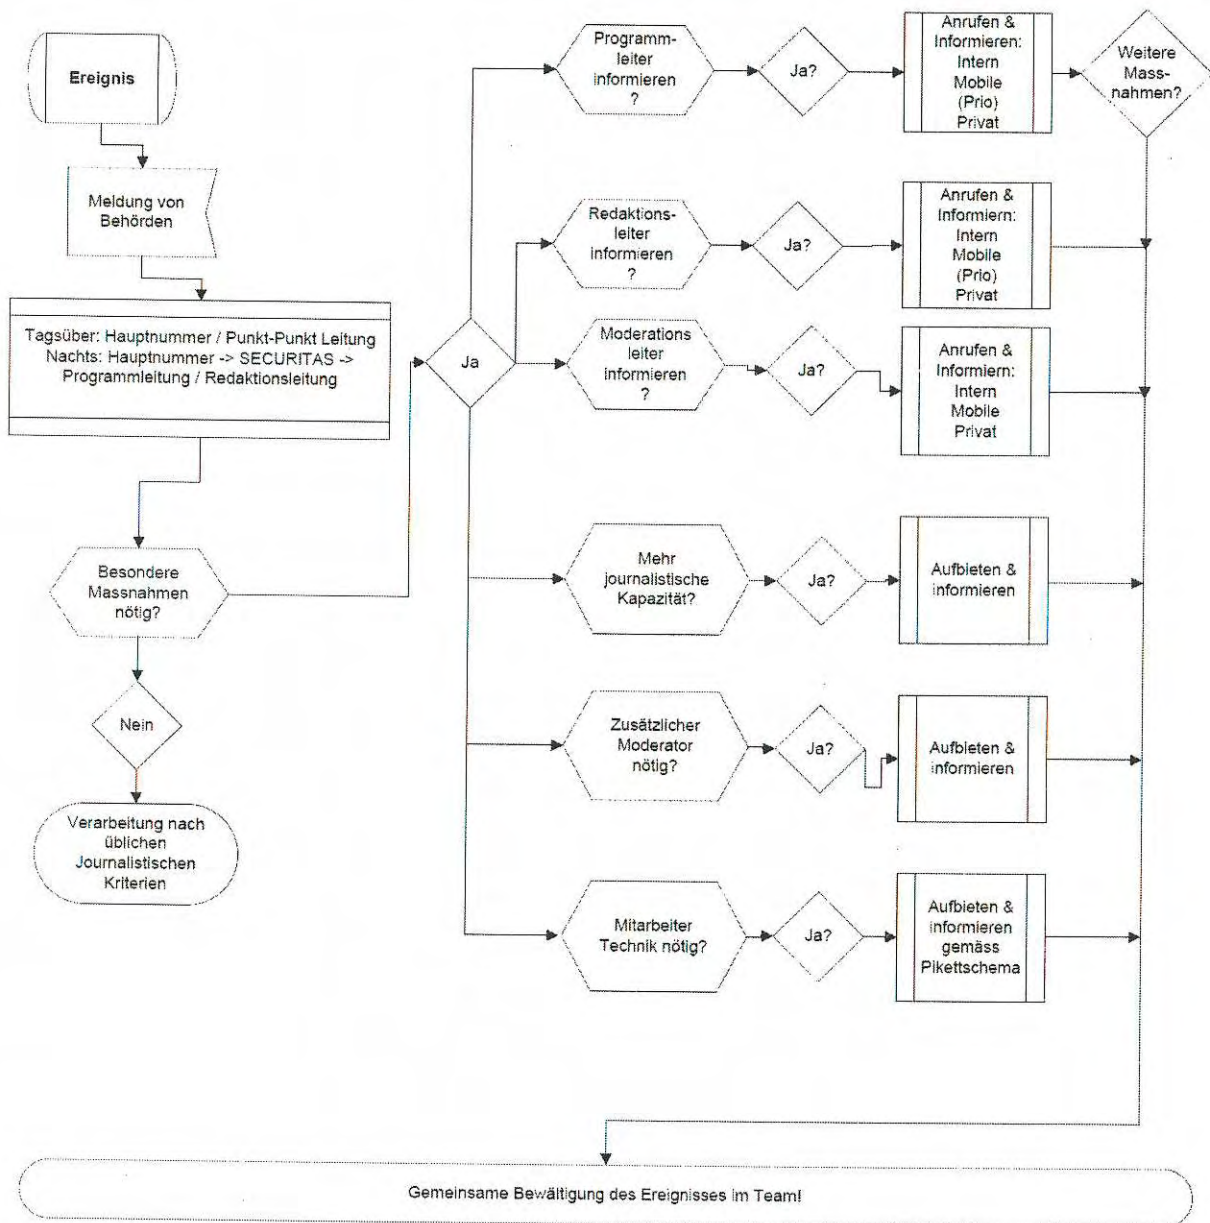 Ereignis
Meldung von
Behörden
Tagsüber: Hauptnummer / Punkt-Punkt Leitung
Nachts: Hauptnummer -> SECURITAS ->
Programmleitung / Redaktionsleitung
Besondere
Massnahmen
nötig?
Nein
Verarbeitung nach
üblichen
Journalistischen
Kriterien
Ja
Programm-
leiter
informieren
?
Ja?
Anrufen &
Informieren:
Intern
Mobile
(Prio)
Privat
Weitere
Mass-
nahmen?
Redaktions-
leiter
informieren
?
Ja?
Anrufen &
Informiern:
Intern
Mobile
(Prio)
Privat
Moderations
leiter
informieren
?
Ja?
Anrufen &
Informiern:
Intern
Mobile
Privat
Mehr
journalistische
Kapazität?
Ja?
Aufbieten &
informieren
Zusätzlicher
Moderator
nötig?
Ja?
Aufbieten &
informieren
Mitarbeiter
Technik nötig?
Ja?
Aufbieten &
informieren
gemäss
Pikettschema
Gemeinsame Bewältigung des Ereignisses im Team!